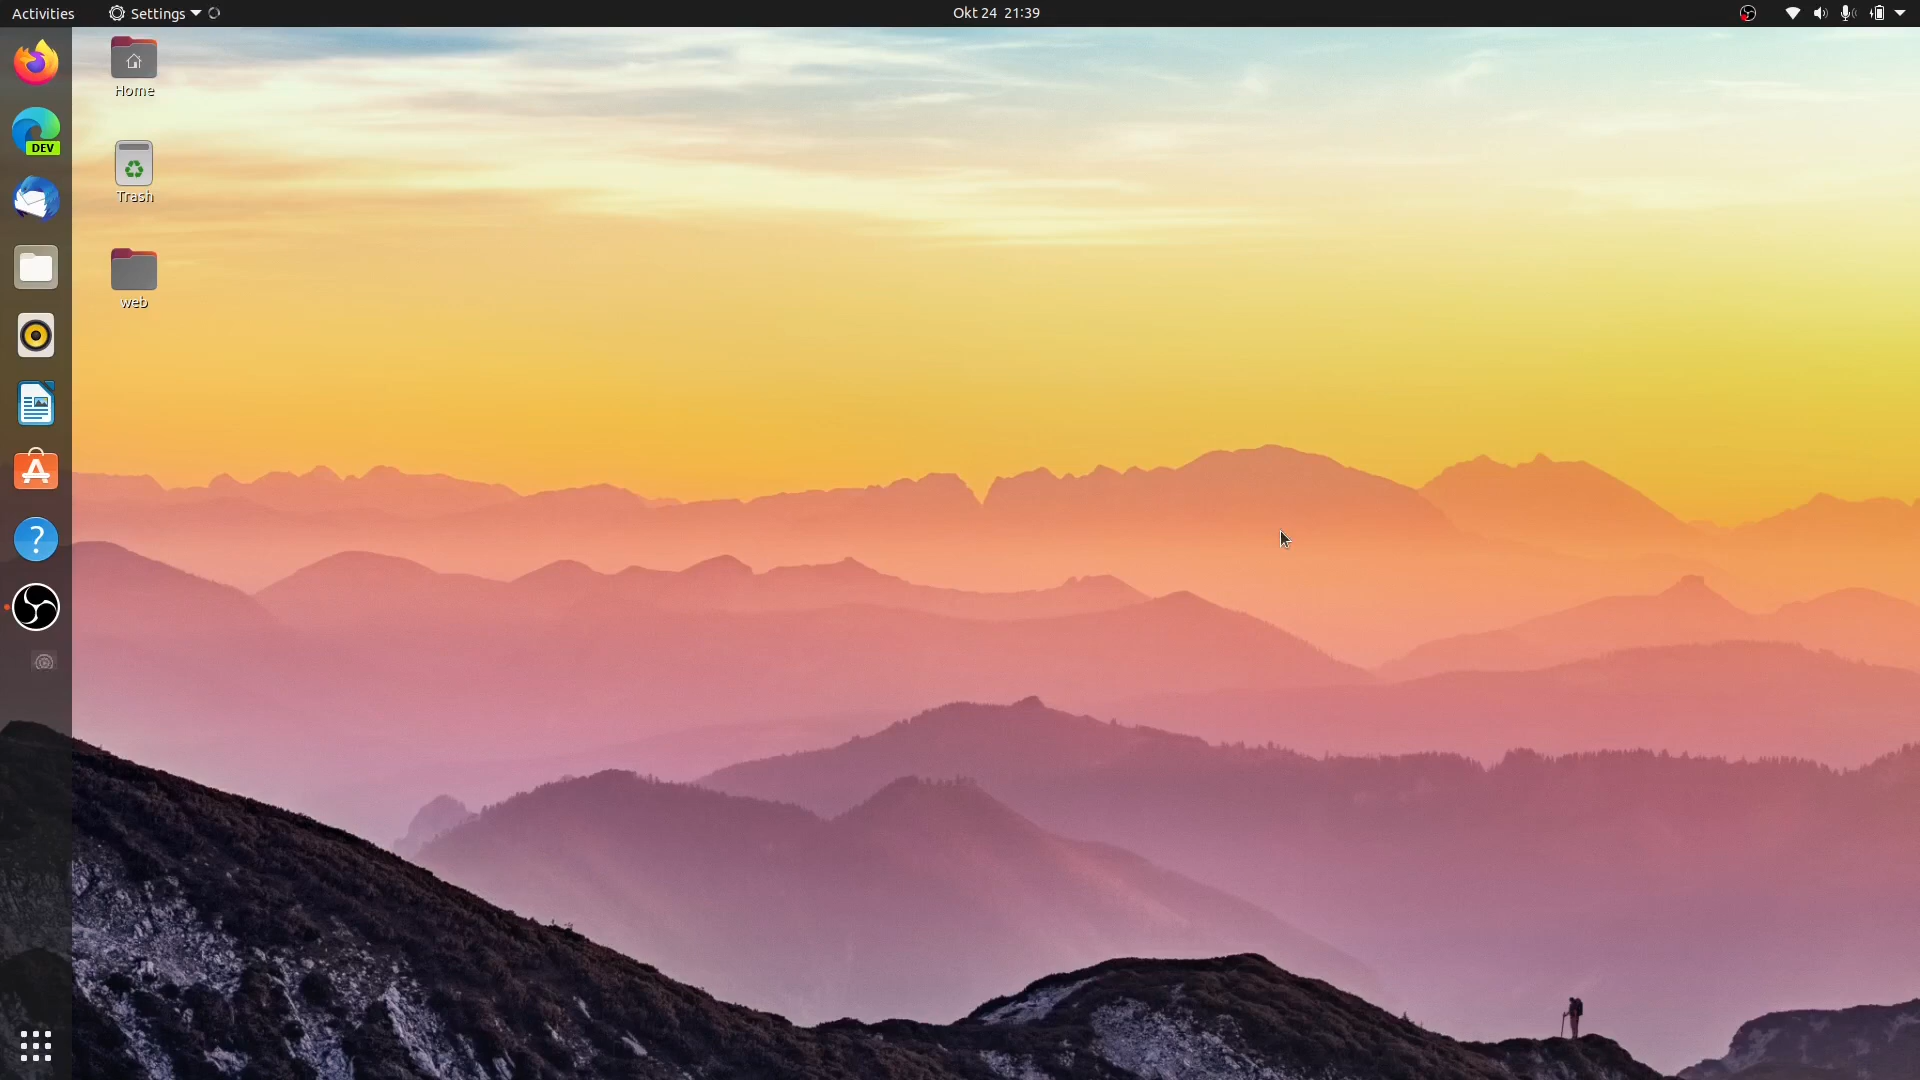 Activities
Settings
Okt 24 21:39
Home
DEV
Trash
web